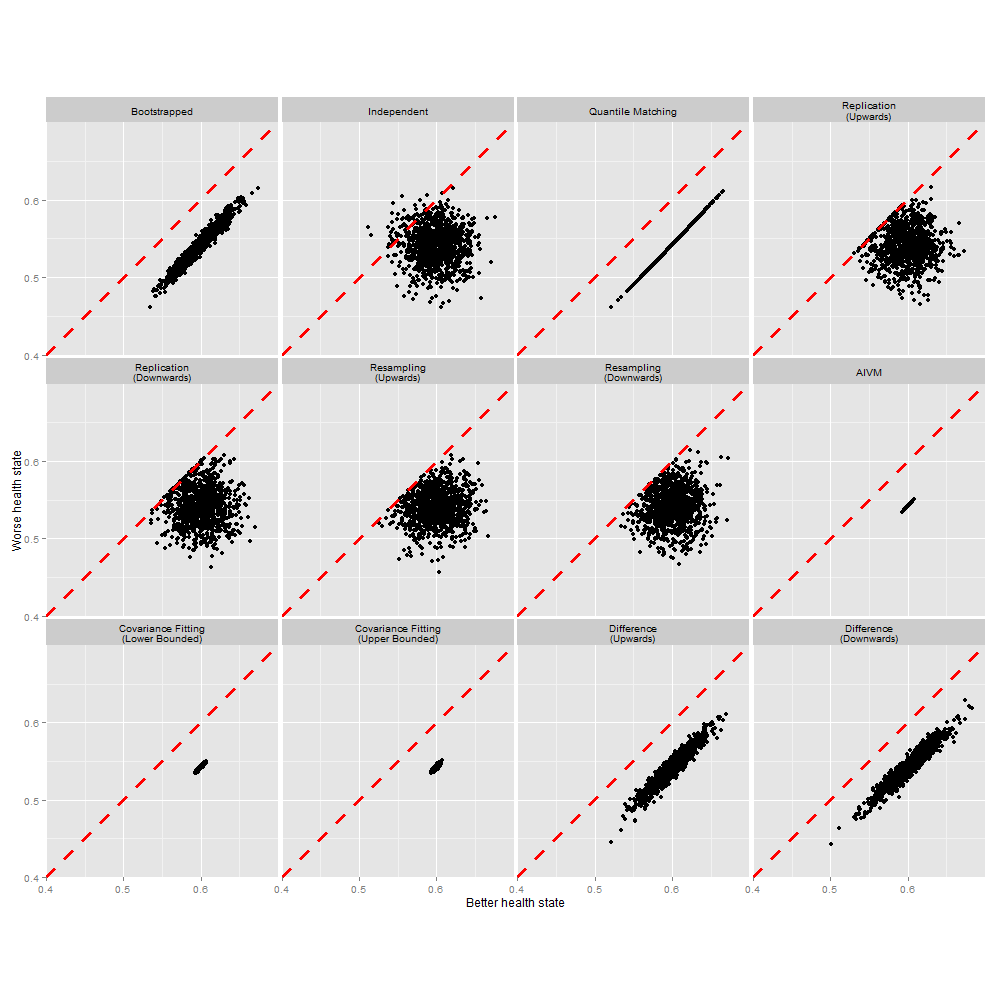 Bootstrapped
Independent
Quantile Matching
Replication
(Upwards)
0.6
0.5
0.4
Replication
(Downwards)
Resampling
(Upwards)
Resampling
(Downwards)
AIVM
Worse health state
0.6
0.5
0.4
Covariance Fitting
(Lower Bounded)
Covariance Fitting
(Upper Bounded)
Difference
(Upwards)
Difference
(Downwards)
0.6
0.5
0.4
0.4 0.5 0.6 0.4 0.5 0.6 0.4 0.5 0.6 0.4 0.5 0.6
Better health state